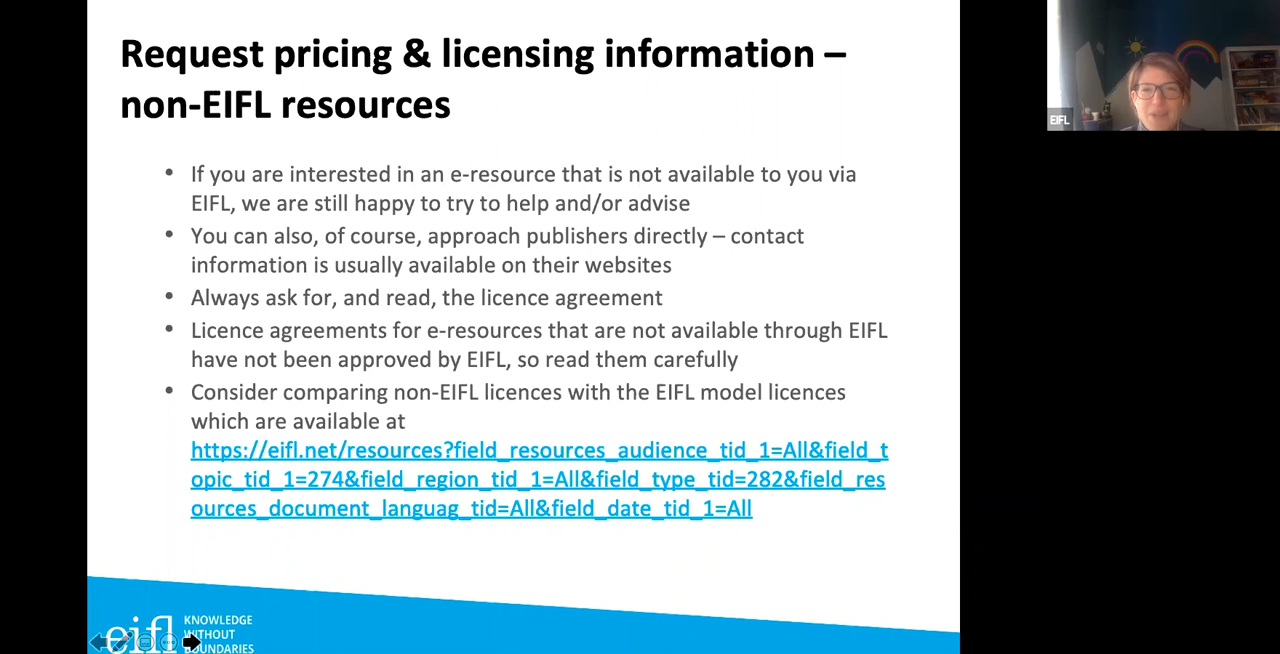 Request pricing & licensing information –
non-EIFL resources
• If you are interested in an e-resource that is not available to you via
EIFL, we are still happy to try to help and/or advise
• You can also, of course, approach publishers directly – contact
information is usually available on their websites
• Always ask for, and read, the licence agreement
• Licence agreements for e-resources that are not available through EIFL
have not been approved by EIFL, so read them carefully
• Consider comparing non-EIFL licences with the EIFL model licences
which are available at
https://eifl.net/resources?field_resources_audience_tid_1=All&field_t
opic_tid_1=274&field_region_tid_1=All&field_type_tid=282&field_res
ources_document_languag_tid=All&field_date_tid_1=All
eifl
KNOWLEDGE
WITHOUT
BOUNDARIES
EIFL